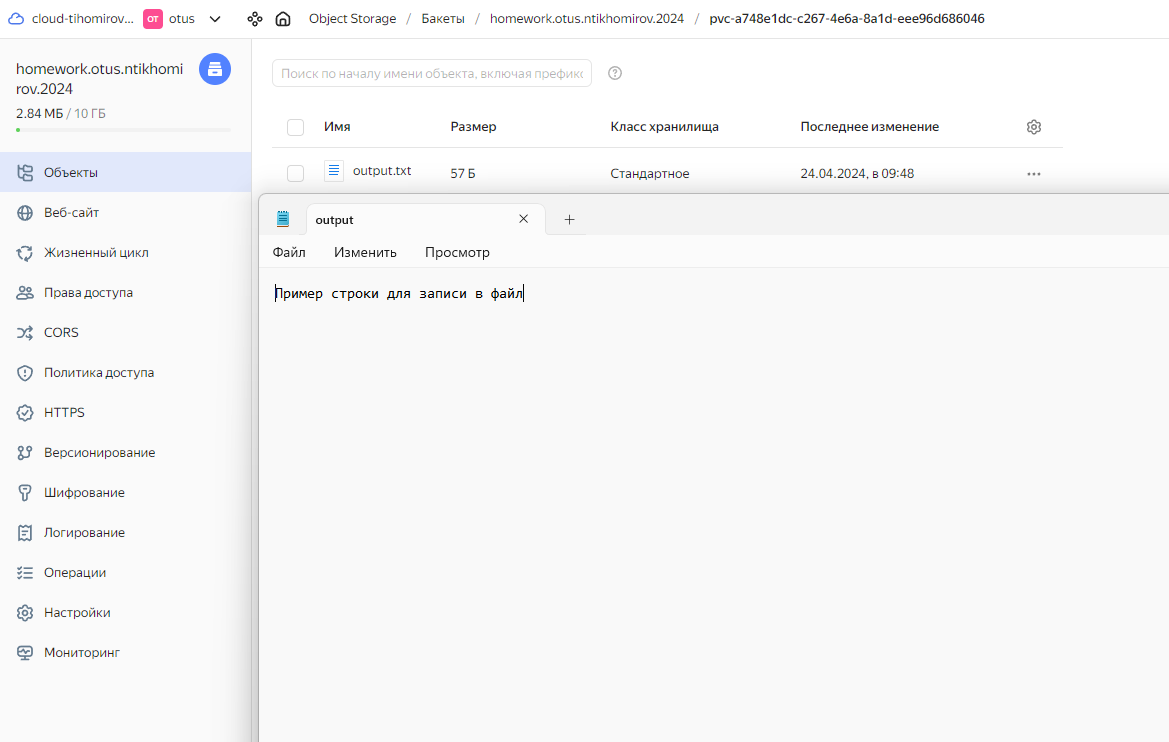 cloud-tihomirov... от otus Object Storage / Бакеты / homework.otus.ntikhomirov.2024 / pvc-a748e1dc-c267-4e6a-8a1d-eee96d686046
homework.otus.ntikhomi
rov.2024
2.84 МБ / 10 ГБ
Объекты
Веб-сайт
Жизненный цикл
Права доступа
CORS
Политика доступа
HTTPS
Версионирование
Шифрование
Логирование
Операции
Настройки
Мониторинг
Поиск по началу имени объекта, включая префикс
Имя Размер Класс хранилища Последнее изменение
output.txt 57 Б Стандартное 24.04.2024, в 09:48
output
Файл Изменить Просмотр
Пример строки для записи в файл